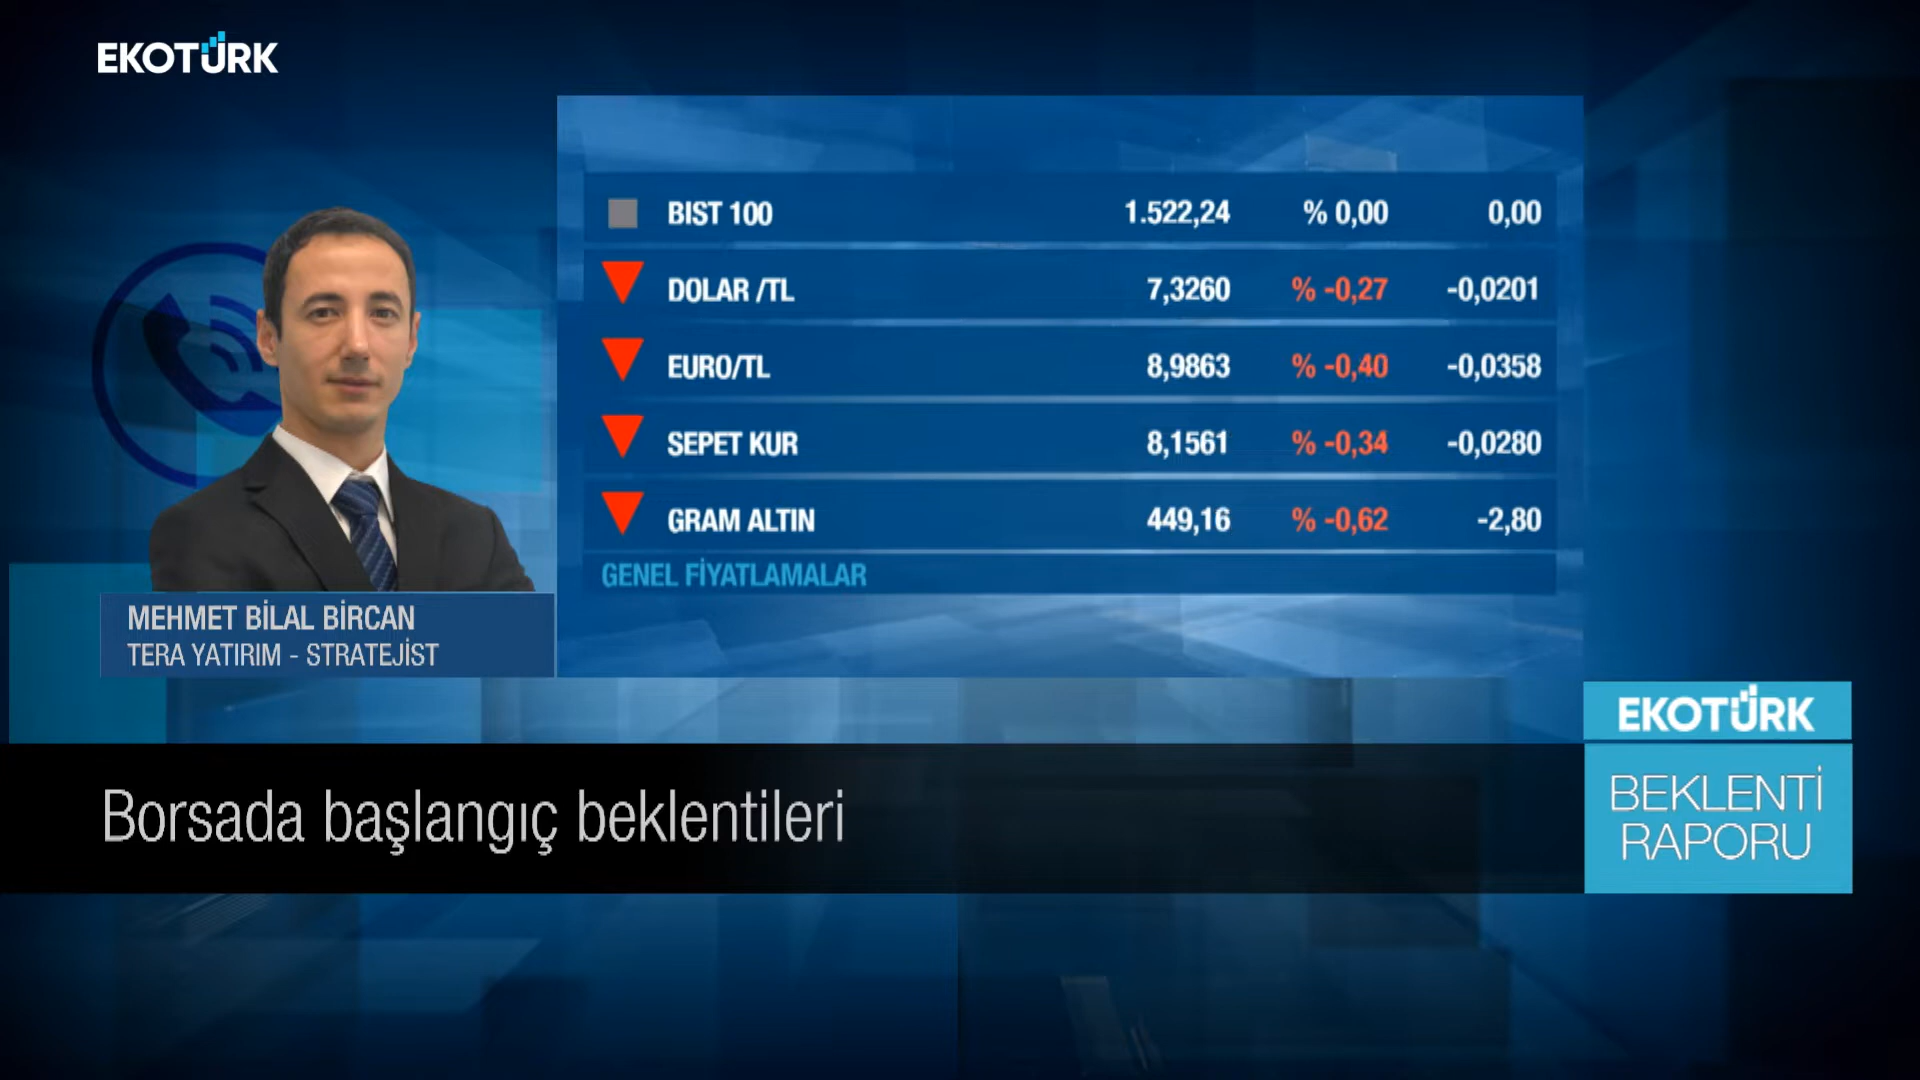 EKOTÜRK
BIST 100 1.522,24 % 0,00 0,00
DOLAR /TL 7,3260 % -0,27 -0,0201
EURO/TL 8,9863 % -0,40 -0,0358
SEPET KUR 8,1561 % -0,34 -0,0280
GRAM ALTIN 449,16 % -0,62 -2,80
GENEL FİYATLAMALAR
MEHMET BİLAL BİRCAN
TERA YATIRIM - STRATEJİST
EKOTÜRK
BEKLENTİ
RAPORU
Borsada başlangıç beklentileri